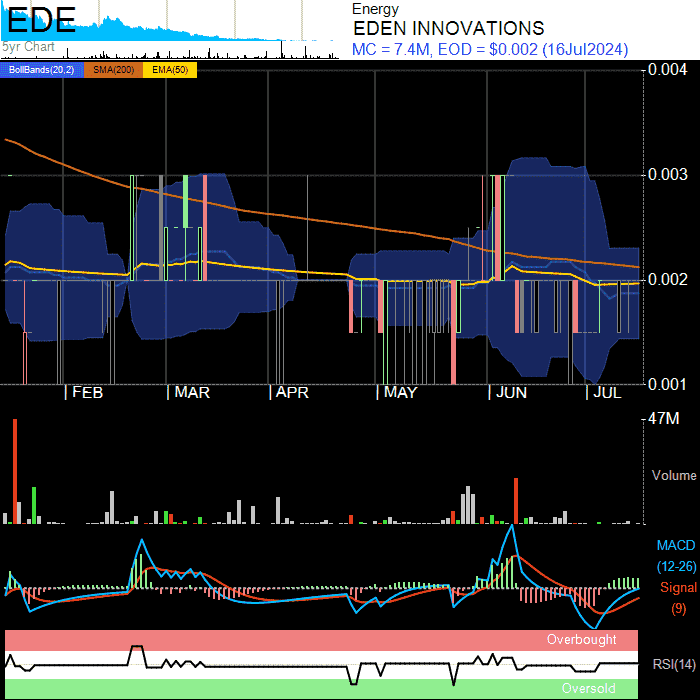 EDE
5yr Chart
Energy
EDEN INNOVATIONS
MC = 7.4M, EOD = $0.002 (16Jul2024)
BollBands(20,2) SMA(200) EMA(50)
0.004
0.003
0.002
0.001
| FEB | MAR | APR | MAY | JUN | JUL
47M
Volume
MACD
(12-26)
Signal
(9)
Overbought
RSI(14)
Oversold